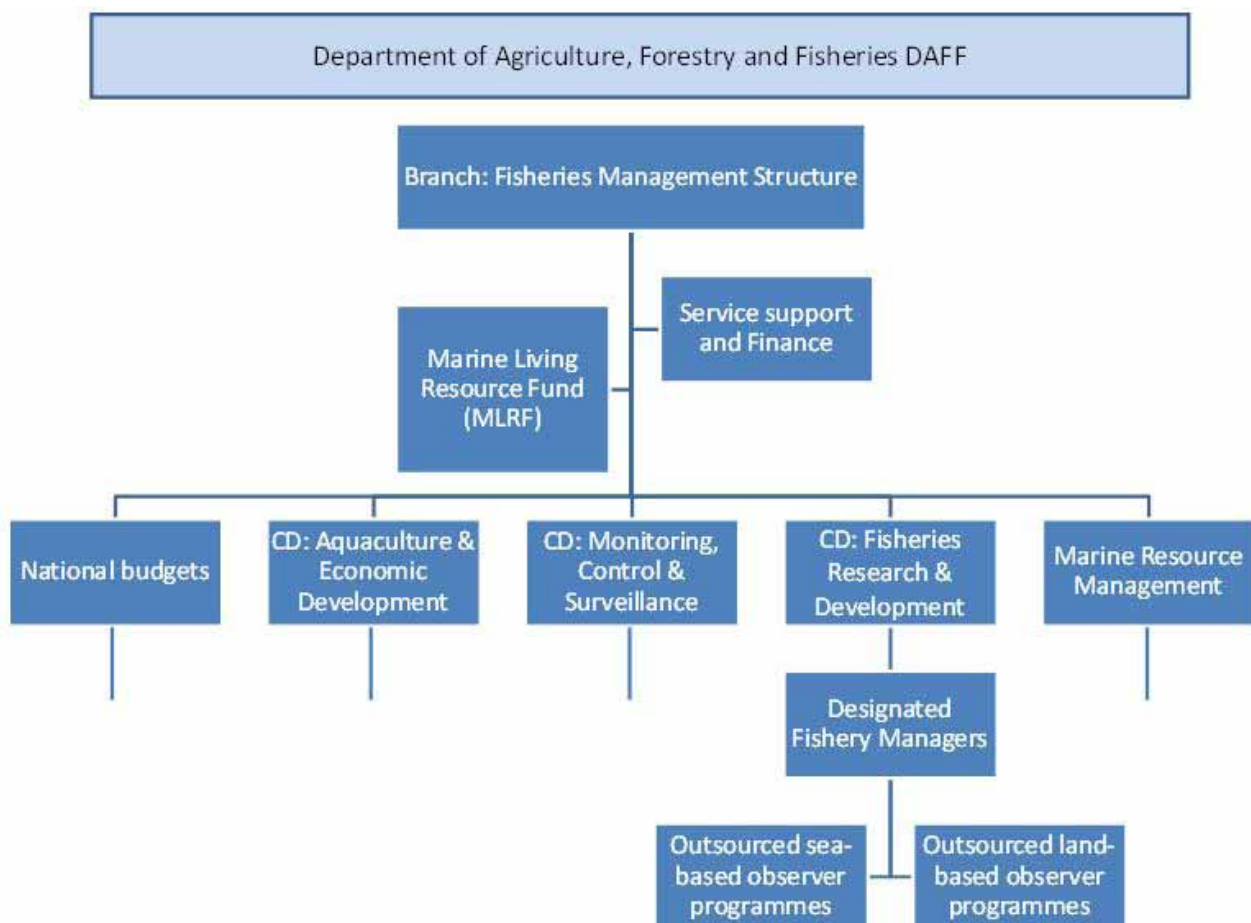 Department of Agriculture, Forestry and Fisheries DAFF
Branch: Fisheries Management Structure
Service support
and Finance
Marine Living
Resource Fund
(MLRF)
National budgets
CD: Aquaculture &
Economic
Development
CD: Monitoring,
Control &
Surveillance
CD: Fisheries
Research &
Development
Marine Resource
Management
Designated
Fishery Managers
Outsourced sea-
based observer
programmes
Outsourced land-
based observer
programmes